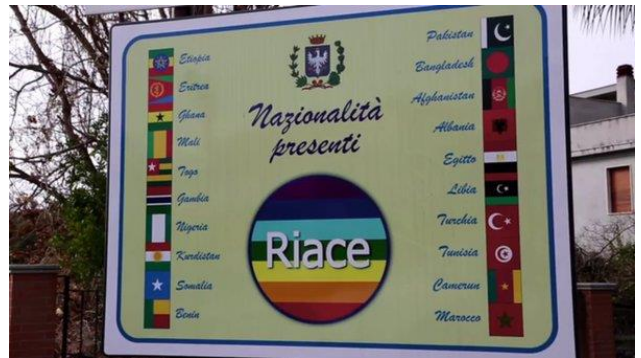 Etiopia
Eritrea
Ghana
Mali
Togo
Gambia
Nigeria
Kurdistan
Somalia
Benin
Nazionalità
presenti
Riace
Pakistan
Bangladesh
Afghanistan
Albania
Egitto
Libia
Turchia
Tunisia
Camerun
Marocco